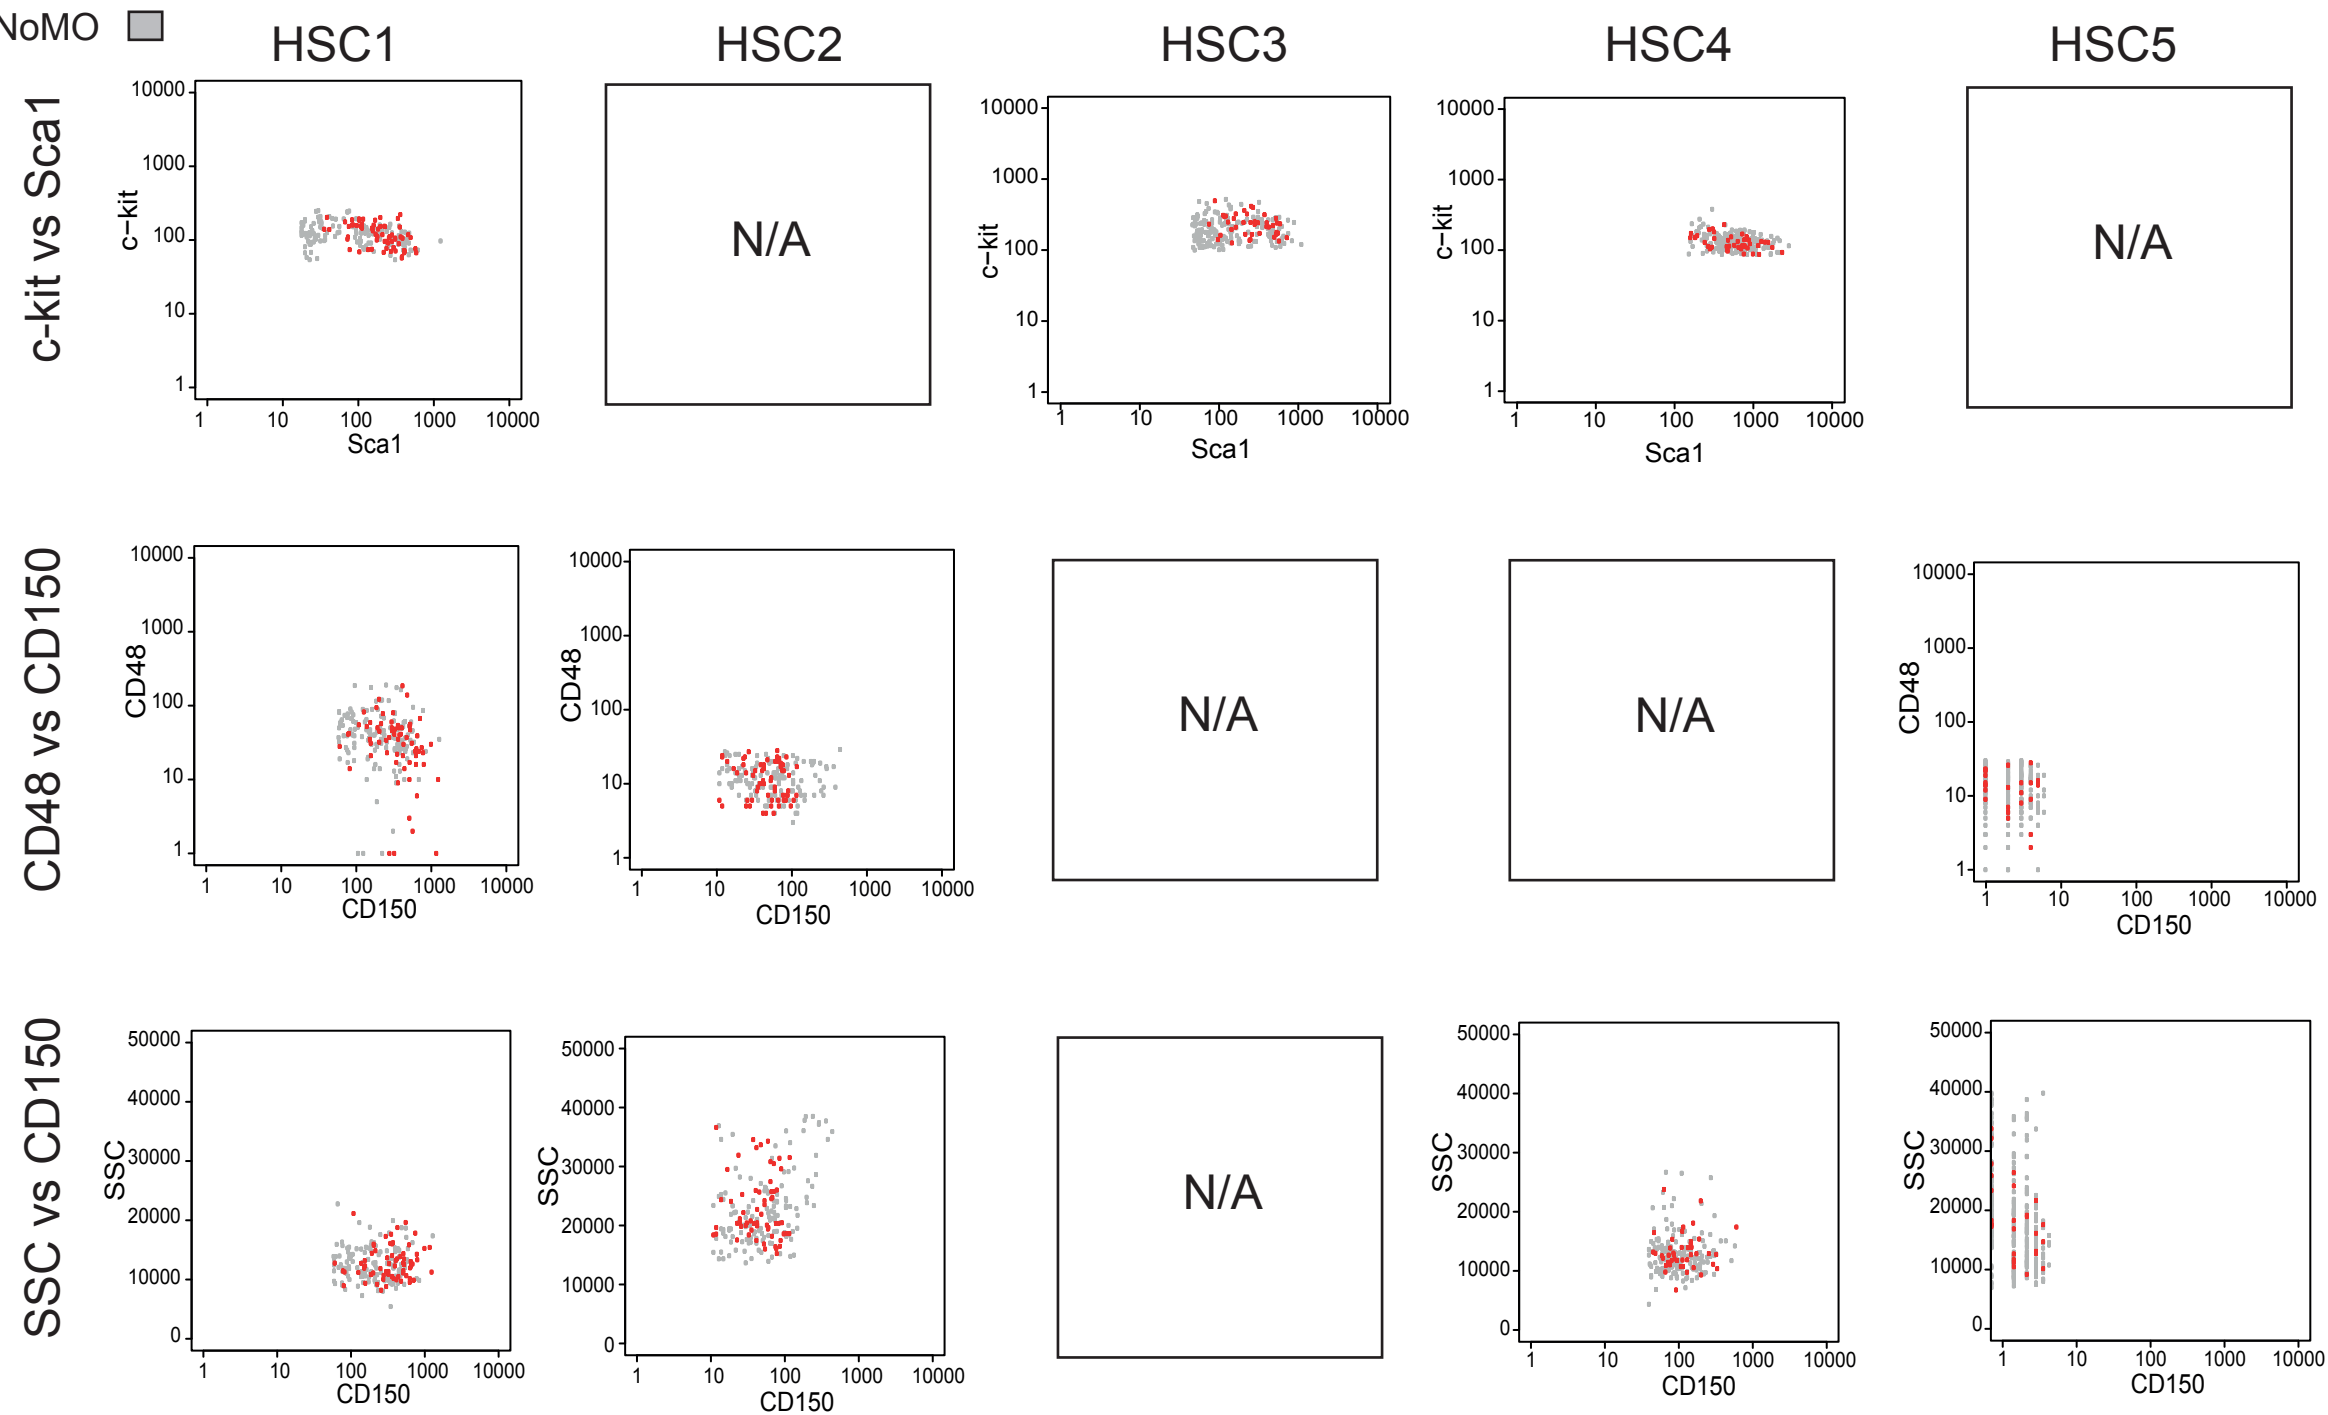 NoMO
HSC1 HSC2 HSC3 HSC4 HSC5
c-kit vs Sca1
10000
1000
100
10
1
c−kit
1 10 100 1000 10000
Sca1
N/A
10000
1000
100
10
1
c−kit
1 10 100 1000 10000
Sca1
10000
1000
100
10
1
c−kit
1 10 100 1000 10000
Sca1
N/A
CD48 vs CD150
10000
1000
100
10
1
CD48
1 10 100 1000 10000
CD150
10000
1000
100
10
1
CD48
1 10 100 1000 10000
CD150
N/A
N/A
10000
1000
100
10
1
CD48
1 10 100 1000 10000
CD150
SSC vs CD150
50000
40000
30000
20000
10000
0
SSC
1 10 100 1000 10000
CD150
50000
40000
30000
20000
10000
0
SSC
1 10 100 1000 10000
CD150
N/A
50000
40000
30000
20000
10000
0
SSC
1 10 100 1000 10000
CD150
50000
40000
30000
20000
10000
0
SSC
1 10 100 1000 10000
CD150